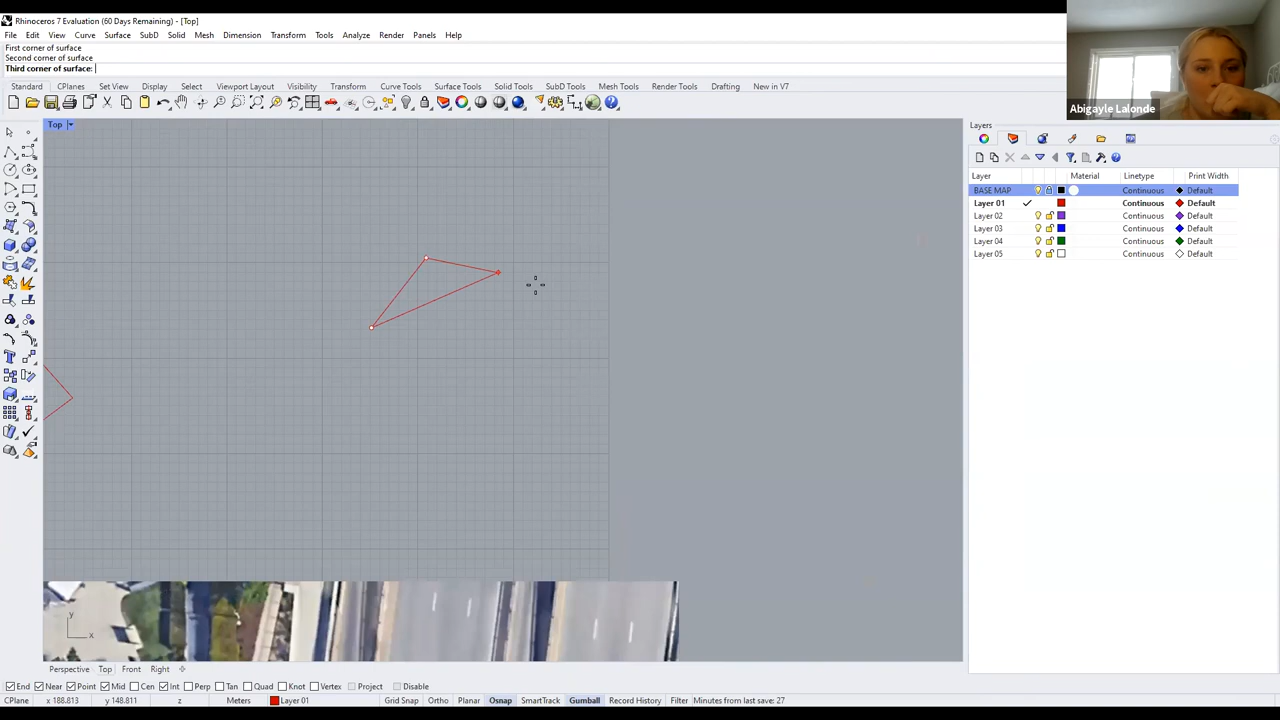 Rhinoceros 7 Evaluation (60 Days Remaining) - [Top]
File Edit View Curve Surface SubD Solid Mesh Dimension Transform Tools Analyze Render Panels Help
First corner of surface
Second corner of surface
Third corner of surface:
Standard CPlanes Set View Display Select Viewport Layout Visibility Transform Curve Tools Surface Tools Solid Tools SubD Tools Mesh Tools Render Tools Drafting New in V7
Abigayle Lalonde
Top
Layers
Layer Material Linetype Print Width
BASE MAP Continuous Default
Layer 01 Continuous Default
Layer 02 Continuous Default
Layer 03 Continuous Default
Layer 04 Continuous Default
Layer 05 Continuous Default
y
x
Perspective Top Front Right
End Near Point Mid Cen Int Perp Tan Quad Knot Vertex Project Disable
CPlane x 188.813 y 148.811 z Meters Layer 01 Grid Snap Ortho Planar Osnap SmartTrack Gumball Record History Filter Minutes from last save: 27